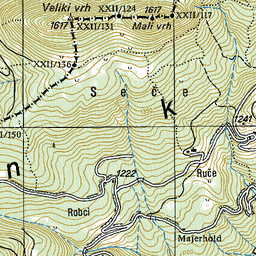 Veliki vrh
XXII/124
1617
XXII/117
1617
XXII/131
Mali vrh
XXII/136
Seče
k
1241
I/150
n
1222
Ruče
Robci
Majerhold